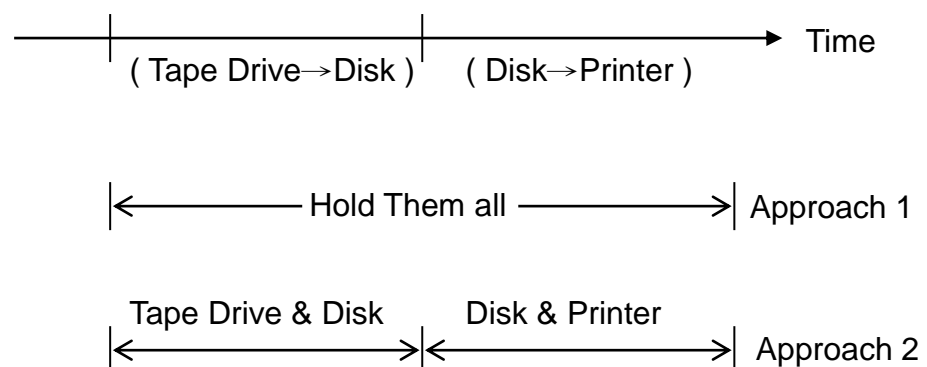 Time
( Tape Drive→Disk ) ( Disk→Printer )
Hold Them all Approach 1
Tape Drive & Disk Disk & Printer
Approach 2